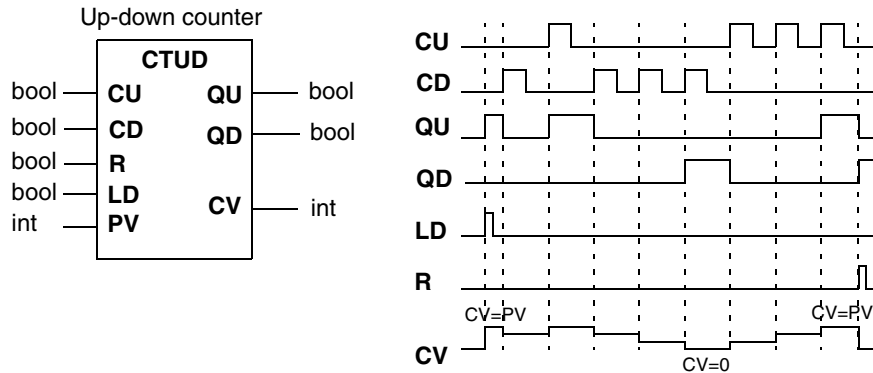 Up-down counter
CTUD
bool CU QU bool
bool CD QD bool
bool R
bool LD
int PV CV int
CU
CD
QU
QD
LD
R
CV=PV CV=PV
CV
CV=0